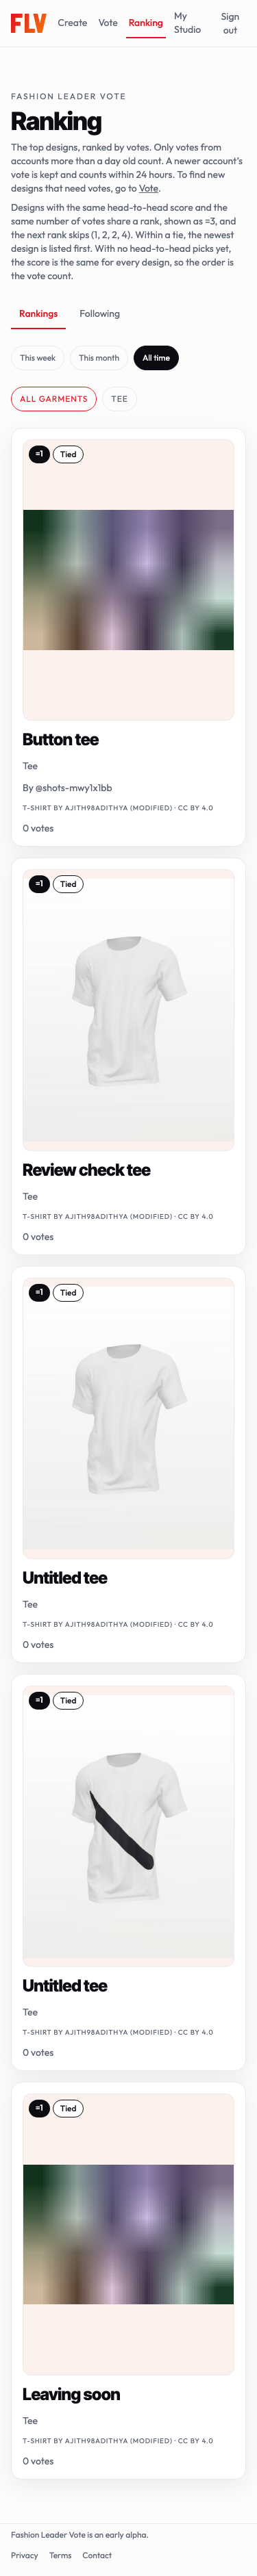 FLV
Create
Vote
Ranking
My
Studio
Sign
out
FASHION LEADER VOTE
Ranking
The top designs, ranked by votes. Only votes from
accounts more than a day old count. A newer account's
vote is kept and counts within 24 hours. To find new
designs that need votes, go to Vote.
Designs with the same head-to-head score and the
same number of votes share a rank, shown as =3, and
the next rank skips (1, 2, 2, 4). Within a tie, the newest
design is listed first. With no head-to-head picks yet,
the score is the same for every design, so the order is
the vote count.
Rankings
Following
This week
This month
All time
ALL GARMENTS
TEE
=1
Tied
Button tee
Tee
By @shots-mwy1x1bb
T-SHIRT BY AJITH98ADITHYA (MODIFIED) · CC BY 4.0
0 votes
=1
Tied
Review check tee
Tee
T-SHIRT BY AJITH98ADITHYA (MODIFIED) · CC BY 4.0
0 votes
=1
Tied
Untitled tee
Tee
T-SHIRT BY AJITH98ADITHYA (MODIFIED) · CC BY 4.0
0 votes
=1
Tied
Untitled tee
Tee
T-SHIRT BY AJITH98ADITHYA (MODIFIED) · CC BY 4.0
0 votes
=1
Tied
Leaving soon
Tee
T-SHIRT BY AJITH98ADITHYA (MODIFIED) · CC BY 4.0
0 votes
Fashion Leader Vote is an early alpha.
Privacy
Terms
Contact